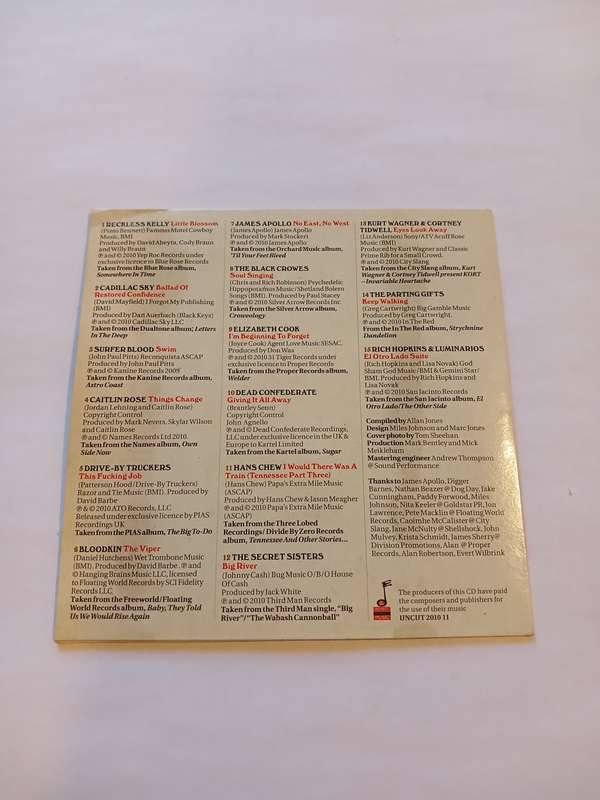 1 RECKLESS KELLY Little Blossom
(Pinto Bennett) Famous Motel Cowboy
Music, BMI
Produced by David Abeyta, Cody Braun
and Willy Braun
℗ and © 2010 Yep Roc Records under
exclusive licence to Blue Rose Records
Taken from the Blue Rose album,
Somewhere In Time
2 CADILLAC SKY Ballad Of
Restored Confidence
(David Mayfield) I Forgot My Publishing
(BMI)
Produced by Dan Auerbach (Black Keys)
℗ and © 2010 Cadillac Sky LLC
Taken from the Dualtone album; Letters
In The Deep
3 SURFER BLOOD Swim
(John Paul Pitts) Reconquista ASCAP
Produced by John Paul Pitts
℗ and © Kanine Records 2009
Taken from the Kanine Records album,
Astro Coast
4 CAITLIN ROSE Things Change
(Jordan Lehning and Caitlin Rose)
Copyright Control
Produced by Mark Nevers, Skylar Wilson
and Caitlin Rose
℗ and © Names Records Ltd 2010.
Taken from the Names album, Own
Side Now
5 DRIVE-BY TRUCKERS
This Fucking Job
(Patterson Hood/Drive-By Truckers)
Razor and Tie Music (BMI). Produced by
David Barbe
℗ & © 2010 ATO Records, LLC
Released under exclusive licence by PIAS
Recordings UK
Taken from the PIAS album, The Big To-Do
6 BLOODKIN The Viper
(Daniel Hutchens) Wet Trombone Music
(BMI). Produced by David Barbe. ℗ and
© Hanging Brains Music LLC, licensed
to Floating World Records by SCI Fidelity
Records LLC
Taken from the Freeworld/Floating
World Records album, Baby, They Told
Us We Would Rise Again
7 JAMES APOLLO No East, No West
(James Apollo) James Apollo
Produced by Mark Stockert
℗ and © 2010 James Apollo
Taken from the Orchard Music album,
'Til Your Feet Bleed
8 THE BLACK CROWES
Soul Singing
(Chris and Rich Robinson) Psychedelic
Hippopotamus Music/Shetland Bolem
Songs (BMI). Produced by Paul Stacey
℗ and © 2010 Silver Arrow Records Inc
Taken from the Silver Arrow album,
Croweology
9 ELIZABETH COOK
I'm Beginning To Forget
(Joyce Cook) Agent Love Music SESAC,
Produced by Don Was
℗ and © 2010 31 Tiger Records under
exclusive licence to Proper Records
Taken from the Proper Records album,
Welder
10 DEAD CONFEDERATE
Giving It All Away
(Brantley Senn)
Copyright Control
John Agnello
℗ and © Dead Confederate Recordings,
LLC under exclusive licence in the UK &
Europe to Kartel Limited
Taken from the Kartel album, Sugar
11 HANS CHEW I Would There Was A
Train (Tennessee Part Three)
(Hans Chew) Papa's Extra Mile Music
(ASCAP)
Produced by Hans Chew & Jason Meagher
℗ and © 2010 Papa's Extra Mile Music
(ASCAP)
Taken from the Three Lobed
Recordings/Divide By Zero Records
album, Tennessee And Other Stories...
12 THE SECRET SISTERS
Big River
(Johnny Cash) Bug Music O/B/O House
Of Cash
Produced by Jack White
℗ and © 2010 Third Man Records
Taken from the Third Man single, "Big
River"/"The Wabash Cannonball"
13 KURT WAGNER & CORTNEY
TIDWELL Eyes Look Away
(Liz Anderson) Sony/ATV Acuff Rose
Music (BMI)
Produced by Kurt Wagner and Classic
Prime Rib for a Small Crowd.
℗ and © 2010 City Slang
Taken from the City Slang album, Kurt
Wagner & Cortney Tidwell present KORT
–Invariable Heartache
14 THE PARTING GIFTS
Keep Walking
(Greg Cartwright) Big Gamble Music
Produced by Greg Cartwright.
℗ and © 2010 In The Red
From the In The Red album, Strychnine
Dandelion
15 RICH HOPKINS & LUMINARIOS
El Otro Lado Suite
(Rich Hopkins and Lisa Novak) God
Sham God Music/BMI & Gemini Star/
BMI. Produced by Rich Hopkins and
Lisa Novak
℗ and © 2010 San Jacinto Records
Taken from the San Jacinto album, El
Otro Lado/The Other Side
Compiled by Allan Jones
Design Miles Johnson and Marc Jones
Cover photo by Tom Sheehan
Production Mark Bentley and Mick
Meikleham
Mastering engineer Andrew Thompson
@ Sound Performance
Thanks to James Apollo, Digger
Barnes, Nathan Beazer @ Dog Day, Jake
Cunningham, Paddy Forwood, Miles
Johnson, Nita Keeler @ Goldstar PR, Jon
Lawrence, Pete Macklin @ Floating World
Records, Caoimhe McCalister @ City
Slang, Jane McNulty @ Shellshock, John
Mulvey, Krista Schmidt, James Sherry @
Division Promotions, Alan @ Proper
Records, Alan Robertson, Evert Wilbrink
The producers of this CD have paid
the composers and publishers for
the use of their music
UNCUT 2010 11